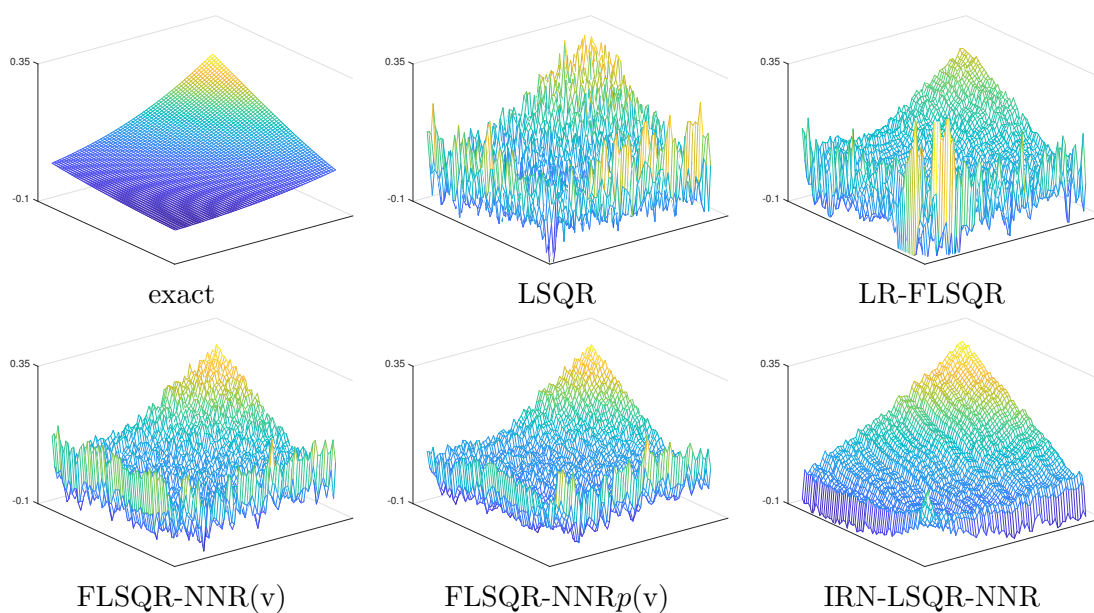 0.35 0.35 0.35
-0.1 -0.1 -0.1
exact LSQR LR-FLSQR
0.35 0.35 0.35
-0.1 -0.1 -0.1
FLSQR-NNR(v) FLSQR-NNRp(v) IRN-LSQR-NNR